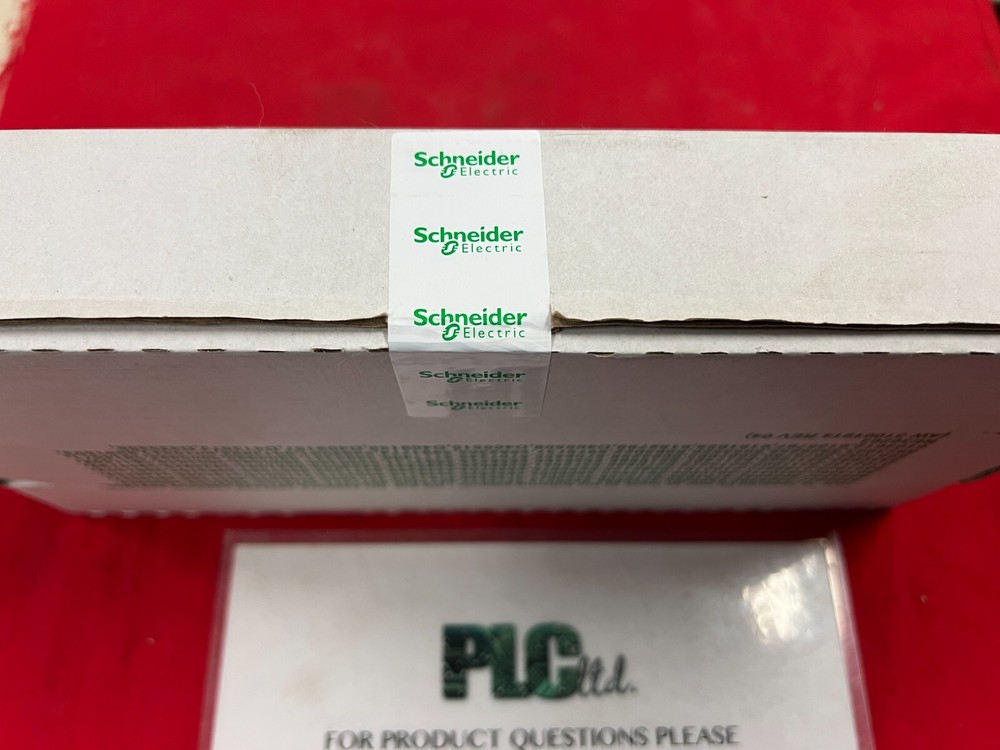 Schneider
Electric
Schneider
Electric
Schneider
Electric
Schneider
Electric
Schneider
Electric
PLC ltd.
FOR PRODUCT QUESTIONS PLEASE